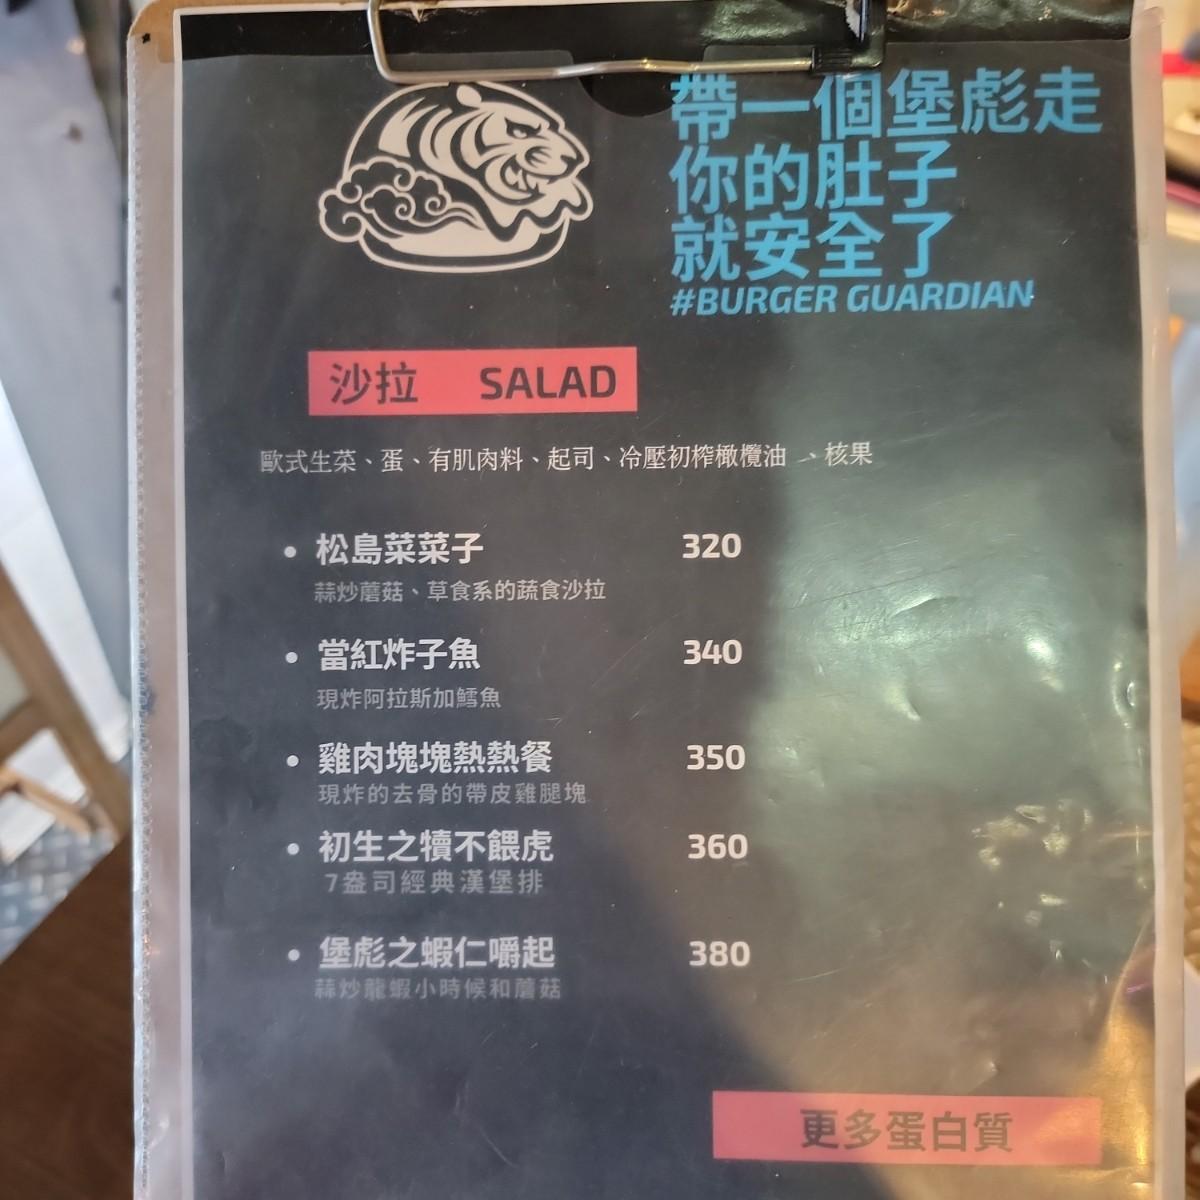 帶一個堡彪走
你的肚子
就安全了
#BURGER GUARDIAN
沙拉 SALAD
歐式生菜、蛋、有肌肉料、起司、冷壓初榨橄欖油 、核果
• 松島菜菜子 320
蒜炒蘑菇、草食系的蔬食沙拉
• 當紅炸子魚 340
現炸阿拉斯加鱈魚
• 雞肉塊塊熱熱餐 350
現炸的去骨的帶皮雞腿塊
• 初生之犢不餵虎 360
7盎司經典漢堡排
• 堡彪之蝦仁嚼起 380
蒜炒龍蝦小時候和蘑菇
更多蛋白質